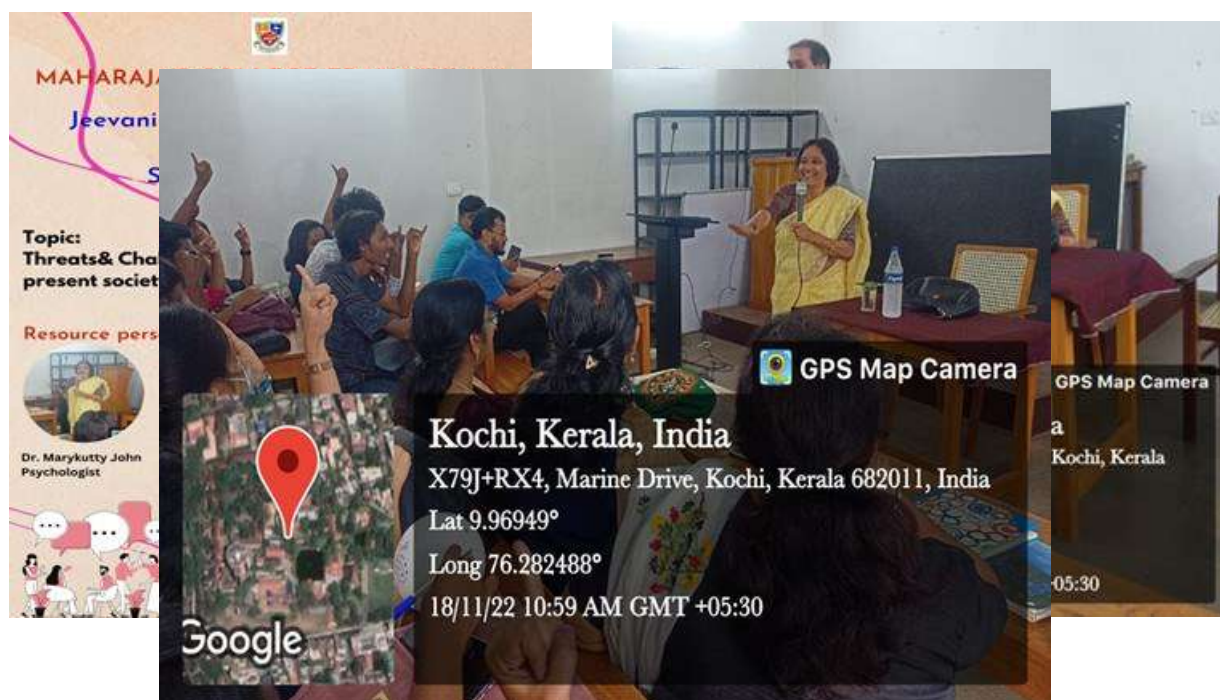 MAHARAJA
Jeevani
S
Topic:
Threats& Cha
present societ
Resource pers
Dr. Marykutty John
Psychologist
GPS Map Camera
Kochi, Kerala, India
X79J+RX4, Marine Drive, Kochi, Kerala 682011, India
Lat 9.96949°
Long 76.282488°
18/11/22 10:59 AM GMT +05:30
Google
GPS Map Camera
a
Kochi, Kerala
+05:30